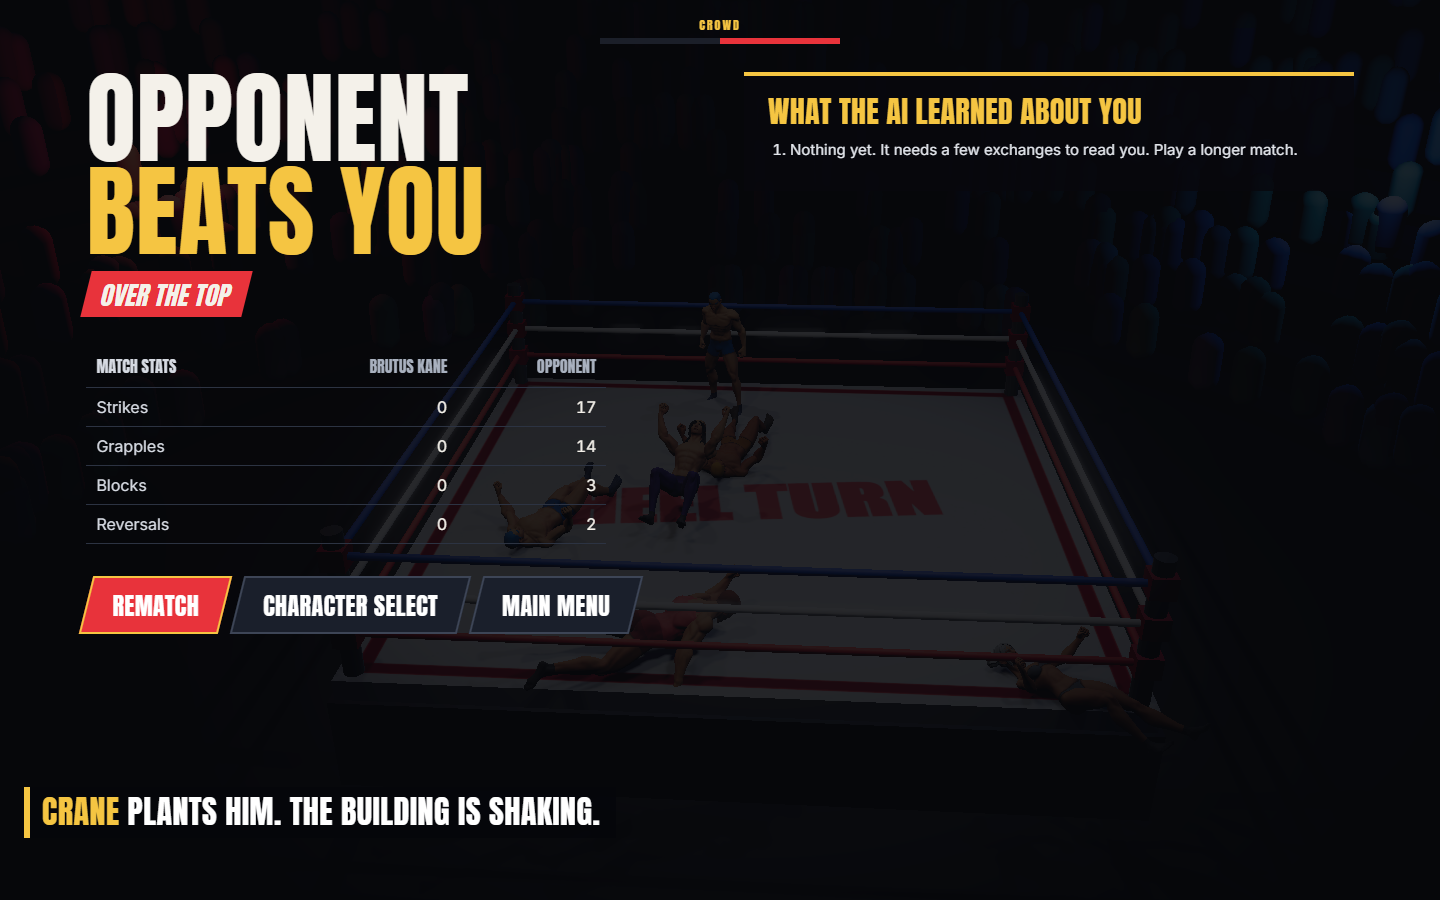 CROWD
OPPONENT
BEATS YOU
OVER THE TOP
WHAT THE AI LEARNED ABOUT YOU
1. Nothing yet. It needs a few exchanges to read you. Play a longer match.
MATCH STATS BRUTUS KANE OPPONENT
Strikes 0 17
Grapples 0 14
Blocks 0 3
Reversals 0 2
HEEL TURN
REMATCH CHARACTER SELECT MAIN MENU
CRANE PLANTS HIM. THE BUILDING IS SHAKING.